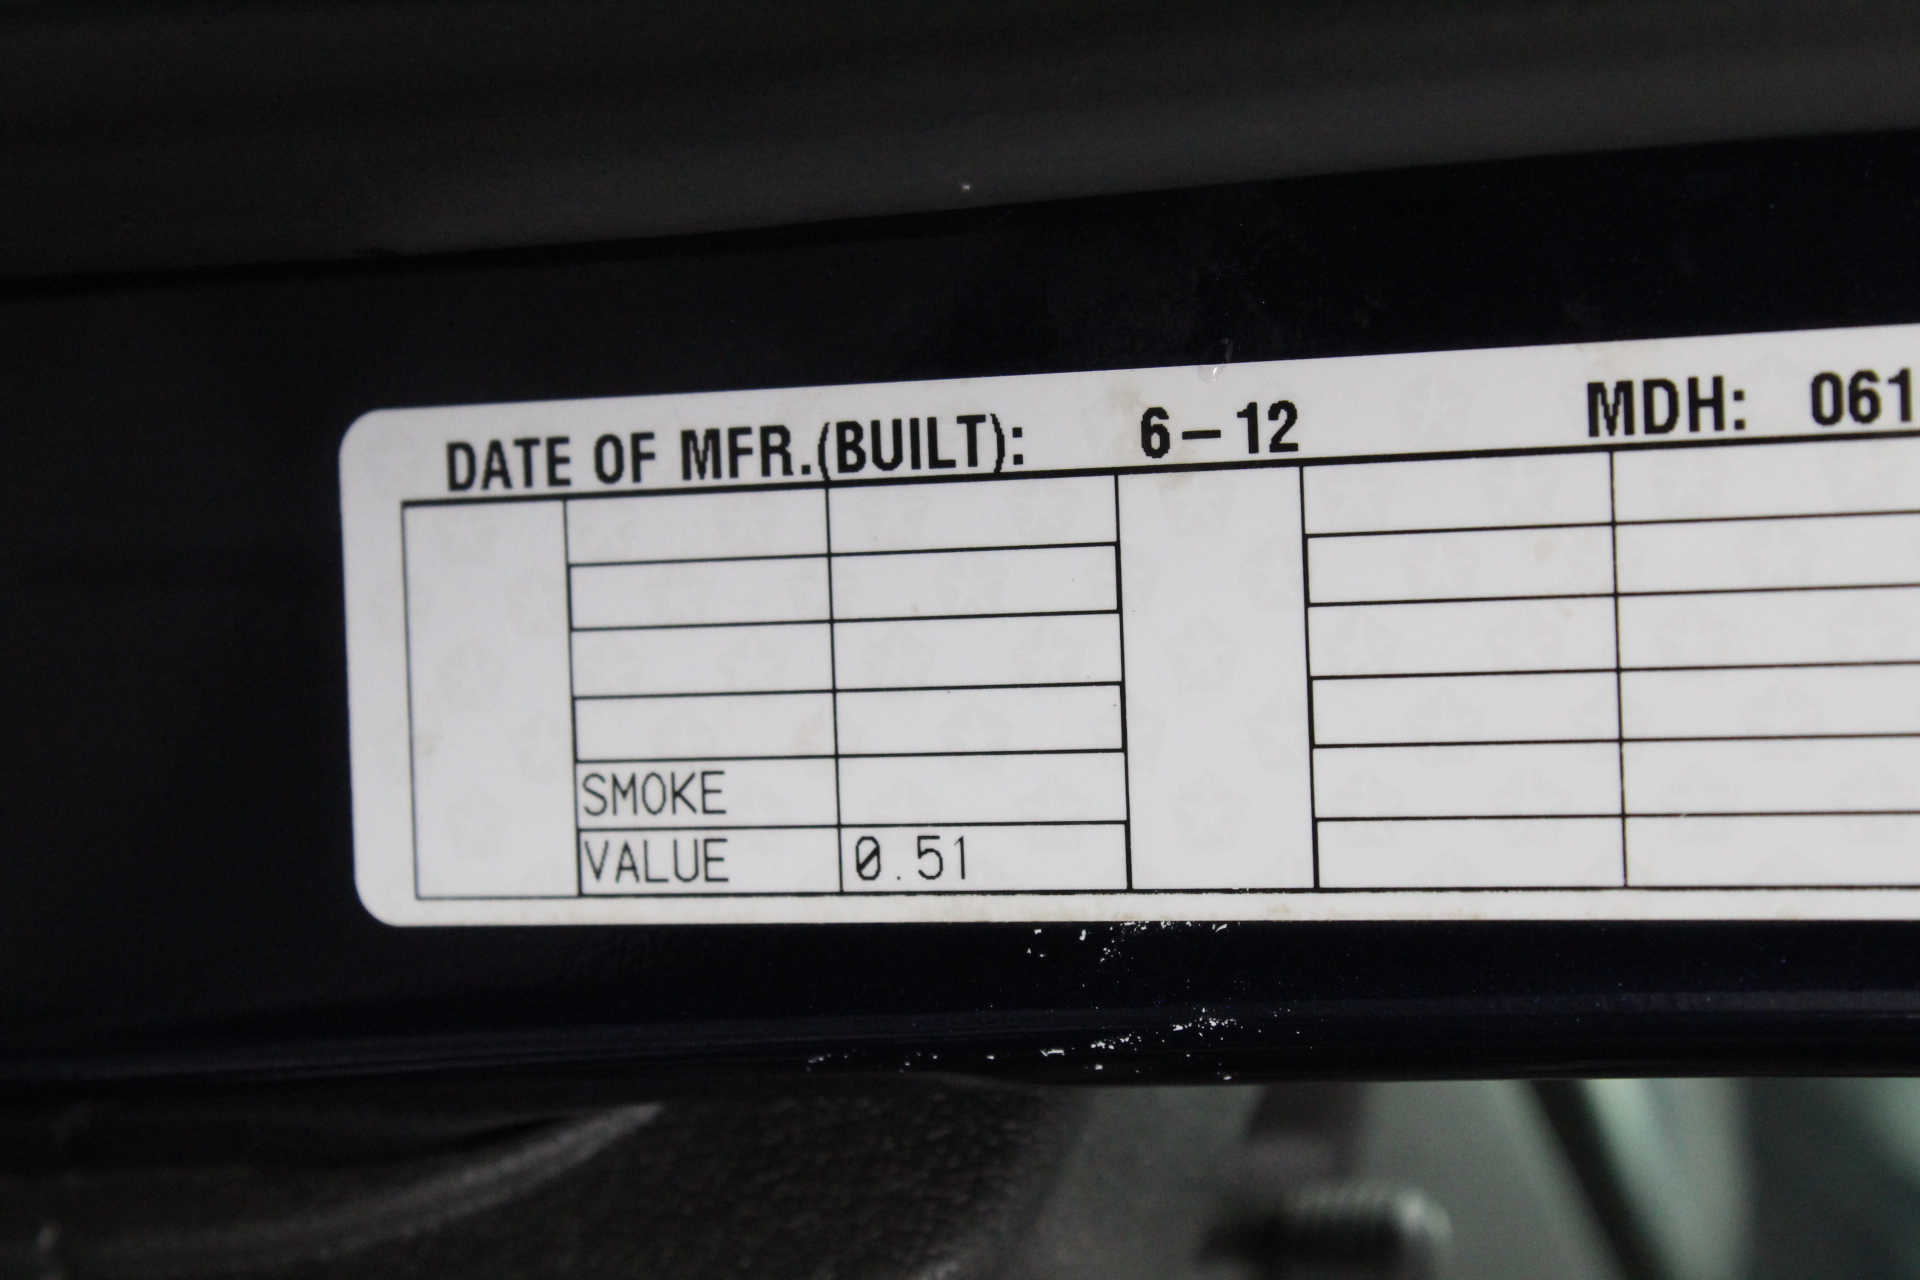 DATE OF MFR.(BUILT): 6-12 MDH: 061
SMOKE
VALUE 0.51